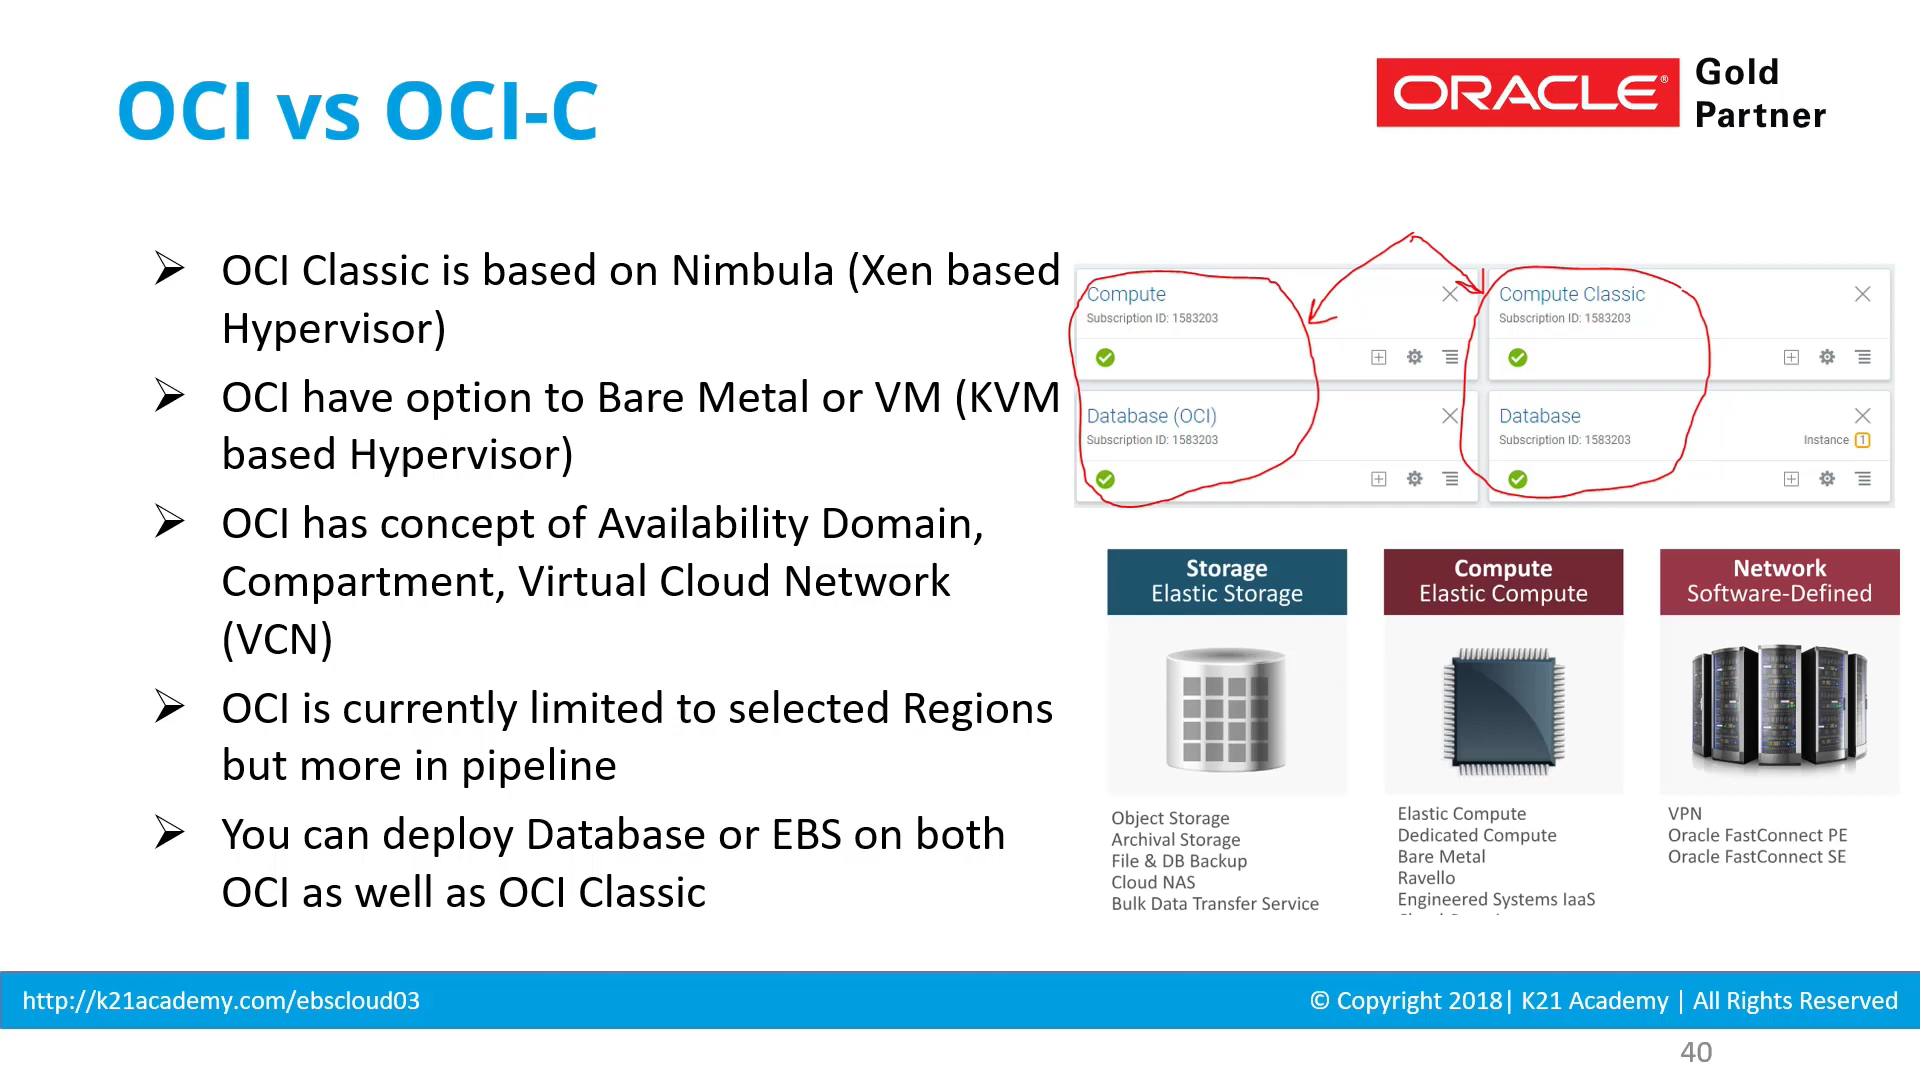 OCI vs OCI-C
ORACLE®
Gold
Partner
➢ OCI Classic is based on Nimbula (Xen based
Hypervisor)
➢ OCI have option to Bare Metal or VM (KVM
based Hypervisor)
➢ OCI has concept of Availability Domain,
Compartment, Virtual Cloud Network
(VCN)
➢ OCI is currently limited to selected Regions
but more in pipeline
➢ You can deploy Database or EBS on both
OCI as well as OCI Classic
Compute
Subscription ID: 1583203
Compute Classic
Subscription ID: 1583203
Database (OCI)
Subscription ID: 1583203
Database
Subscription ID: 1583203
Instance 1
Storage
Elastic Storage
Object Storage
Archival Storage
File & DB Backup
Cloud NAS
Bulk Data Transfer Service
Compute
Elastic Compute
Elastic Compute
Dedicated Compute
Bare Metal
Ravello
Engineered Systems IaaS
Network
Software-Defined
VPN
Oracle FastConnect PE
Oracle FastConnect SE
http://k21academy.com/ebscloud03
© Copyright 2018| K21 Academy | All Rights Reserved
40